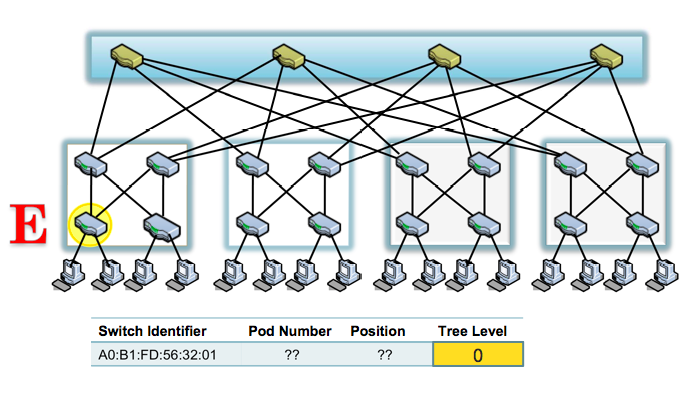 E
Switch Identifier Pod Number Position Tree Level
A0:B1:FD:56:32:01 ?? ?? 0